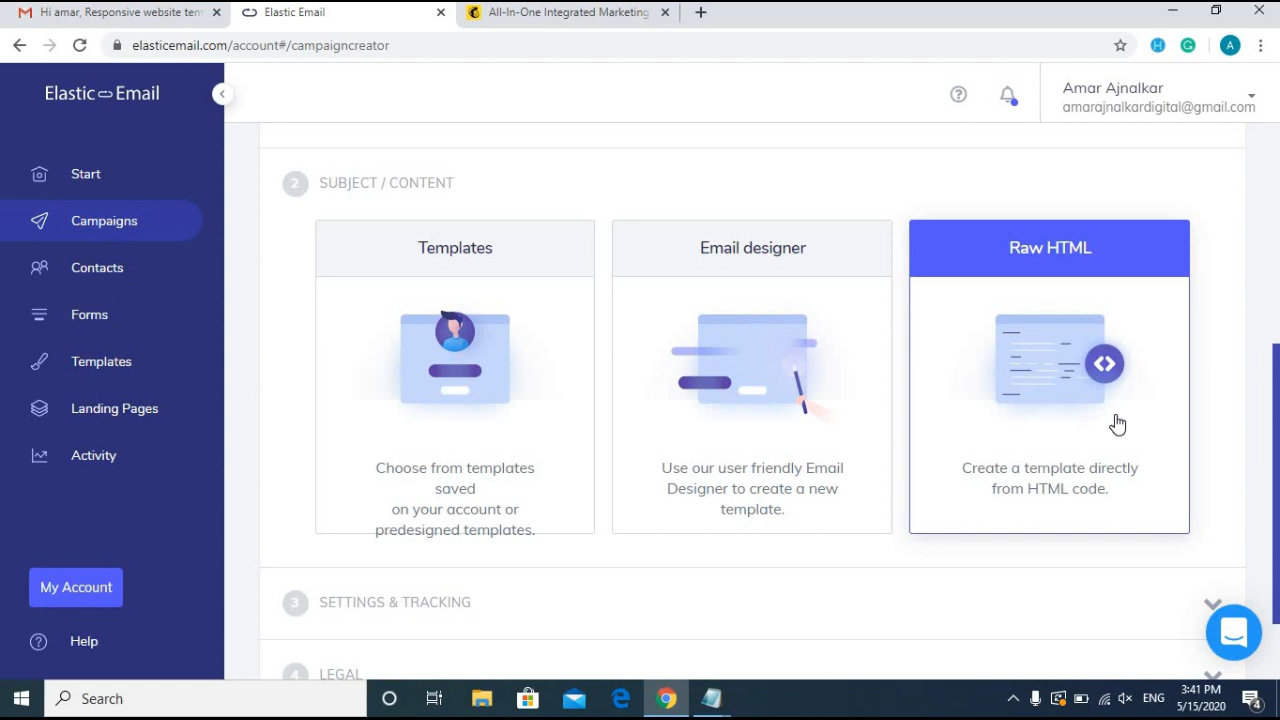 Hi amar, Responsive website tem
Elastic Email
All-In-One Integrated Marketing
elasticemail.com/account#/campaigncreator
A
Elastic Email
Amar Ajnalkar
amarajnalkardigital@gmail.com
Start
Campaigns
Contacts
Forms
Templates
Landing Pages
Activity
My Account
Help
2 SUBJECT / CONTENT
Templates
Choose from templates
saved
on your account or
predesigned templates.
Email designer
Use our user friendly Email
Designer to create a new
template.
Raw HTML
Create a template directly
from HTML code.
3 SETTINGS & TRACKING
4 LEGAL
Search
ENG
3:41 PM
5/15/2020
4